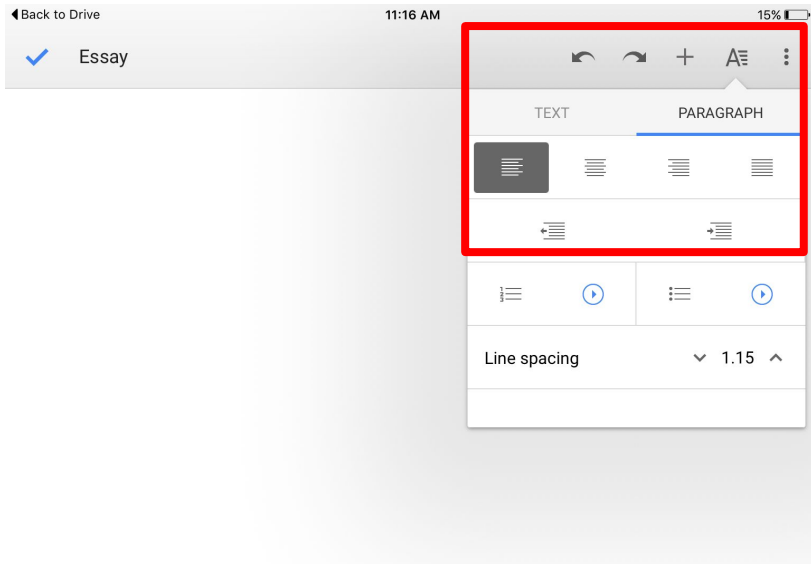 Back to Drive 11:16 AM 15%
Essay
TEXT PARAGRAPH
Line spacing 1.15